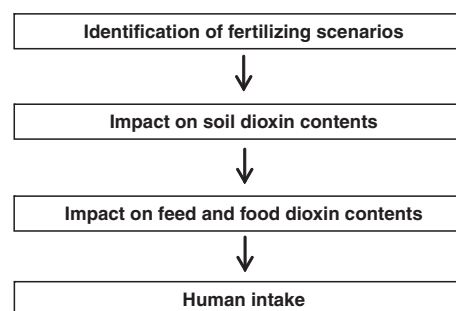 Identification of fertilizing scenarios
Impact on soil dioxin contents
Impact on feed and food dioxin contents
Human intake